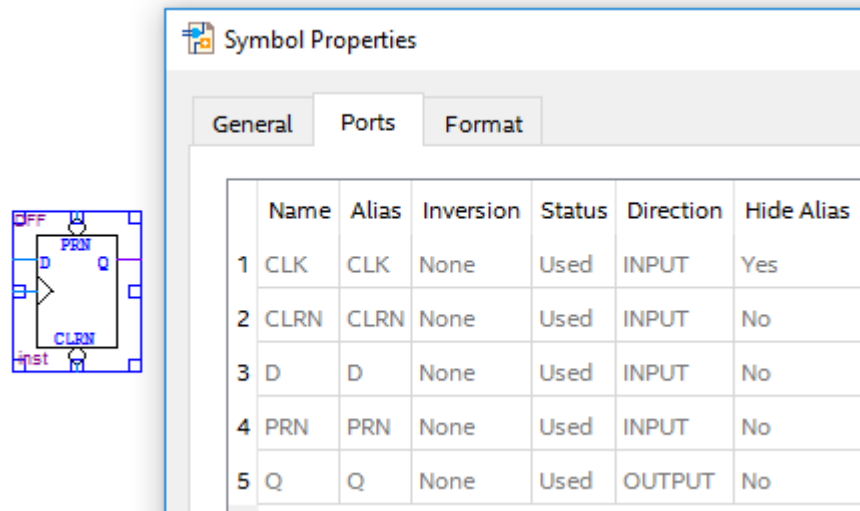 Symbol Properties
General Ports Format
Name Alias Inversion Status Direction Hide Alias
1 CLK CLK None Used INPUT Yes
2 CLRN CLRN None Used INPUT No
3 D D None Used INPUT No
4 PRN PRN None Used INPUT No
5 Q Q None Used OUTPUT No
DFF
PRN
D Q
CLRN
inst